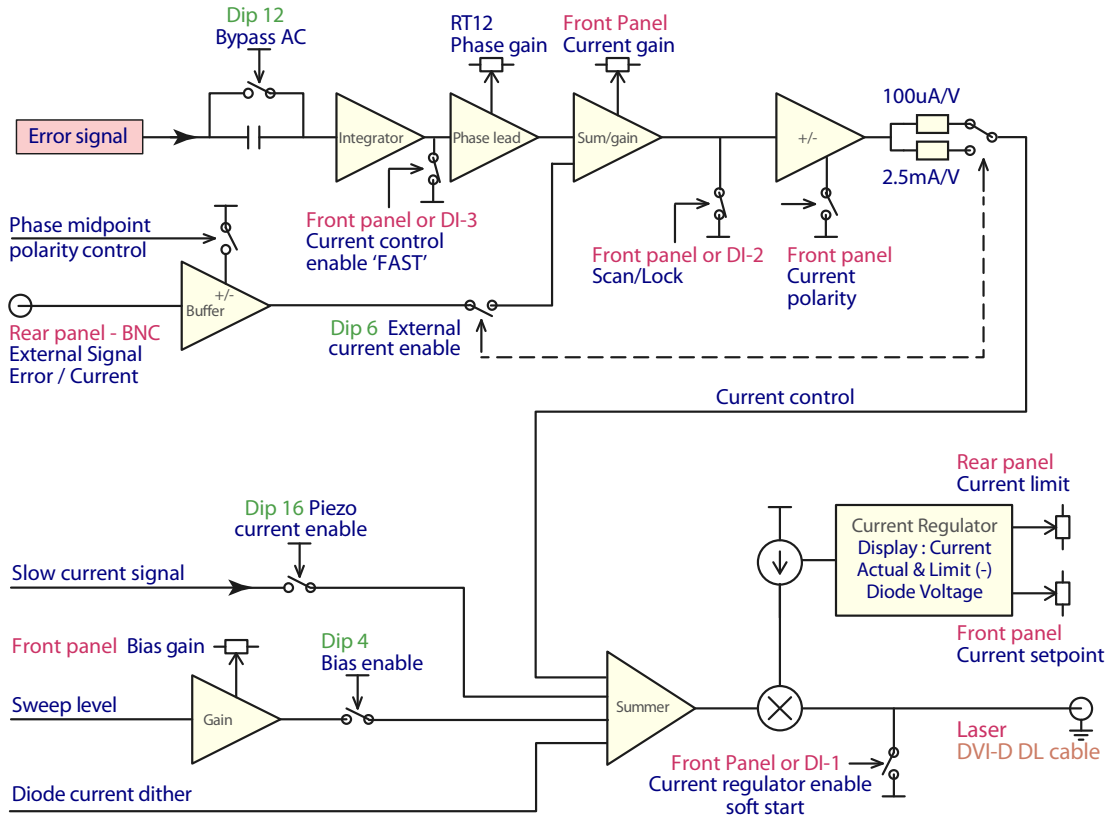 Dip 12
Bypass AC
RT12
Phase gain
Front Panel
Current gain
100uA/V
Error signal
Integrator
Phase lead
Sum/gain
+/-
2.5mA/V
Phase midpoint
polarity control
Front panel or DI-3
Current control
enable ‘FAST’
Front panel or DI-2
Scan/Lock
Front panel
Current
polarity
+/-
Buffer
Rear panel - BNC
External Signal
Error / Current
Dip 6 External
current enable
Current control
Rear panel
Current limit
Dip 16 Piezo
current enable
Current Regulator
Display : Current
Actual & Limit (-)
Diode Voltage
Slow current signal
Front panel Bias gain
Dip 4
Bias enable
Front panel
Current setpoint
Sweep level
Gain
Summer
Laser
DVI-D DL cable
Front Panel or DI-1
Current regulator enable
soft start
Diode current dither